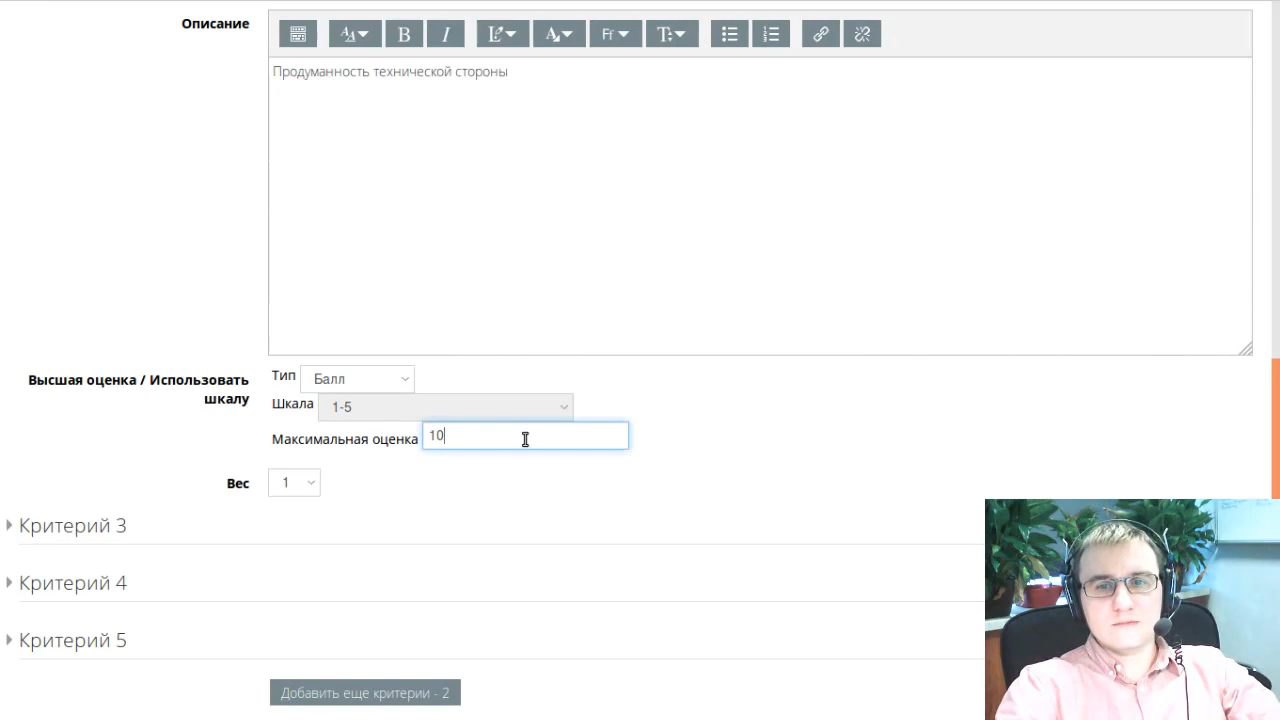 Описание
Продуманность технической стороны
Высшая оценка / Использовать
шкалу
Тип Балл
Шкала 1-5
Максимальная оценка 10
Вес 1
Критерий 3
Критерий 4
Критерий 5
Добавить еще критерии - 2